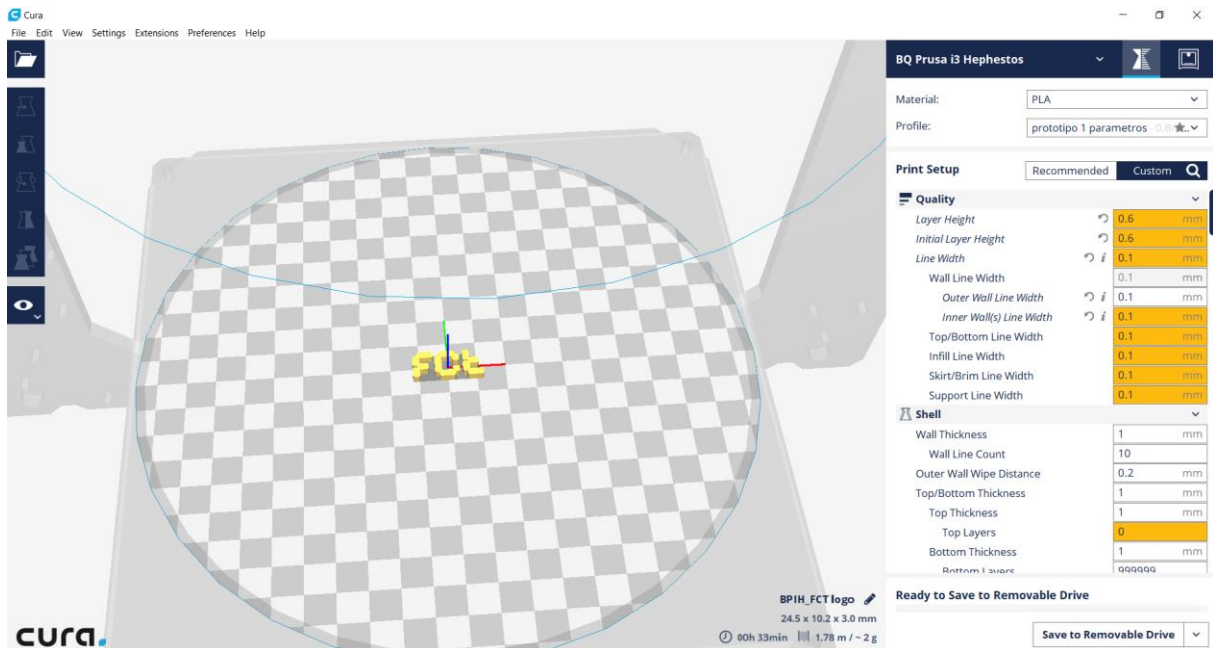 Cura
File Edit View Settings Extensions Preferences Help
BQ Prusa i3 Hephestos
Material: PLA
Profile: prototipo 1 parametros
Print Setup Recommended Custom
Quality
Layer Height 0.6 mm
Initial Layer Height 0.6 mm
Line Width i 0.1 mm
Wall Line Width 0.1 mm
Outer Wall Line Width i 0.1 mm
Inner Wall(s) Line Width i 0.1 mm
Top/Bottom Line Width 0.1 mm
Infill Line Width 0.1 mm
Skirt/Brim Line Width 0.1 mm
Support Line Width 0.1 mm
Shell
Wall Thickness 1 mm
Wall Line Count 10
Outer Wall Wipe Distance 0.2 mm
Top/Bottom Thickness 1 mm
Top Thickness 1 mm
Top Layers 0
Bottom Thickness 1 mm
Bottom Layers 999999
BPIH_FCT logo
24.5 x 10.2 x 3.0 mm
00h 33min 1.78 m / ~ 2 g
Ready to Save to Removable Drive
Save to Removable Drive
cura.